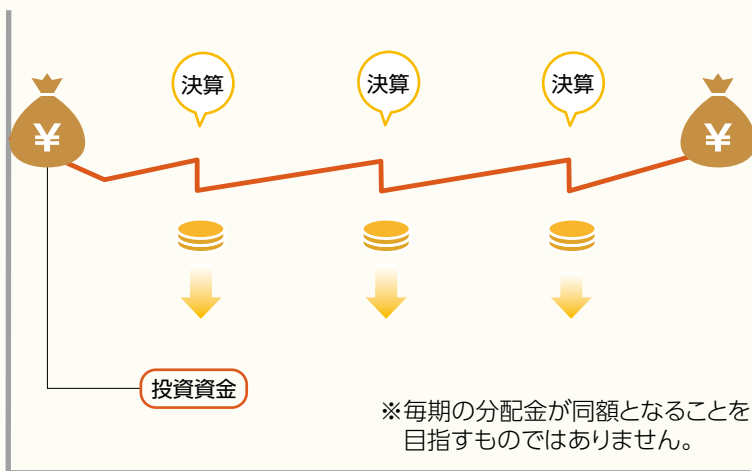 決算
決算
決算
¥
¥
投資資金
※毎期の分配金が同額となることを
目指すものではありません。